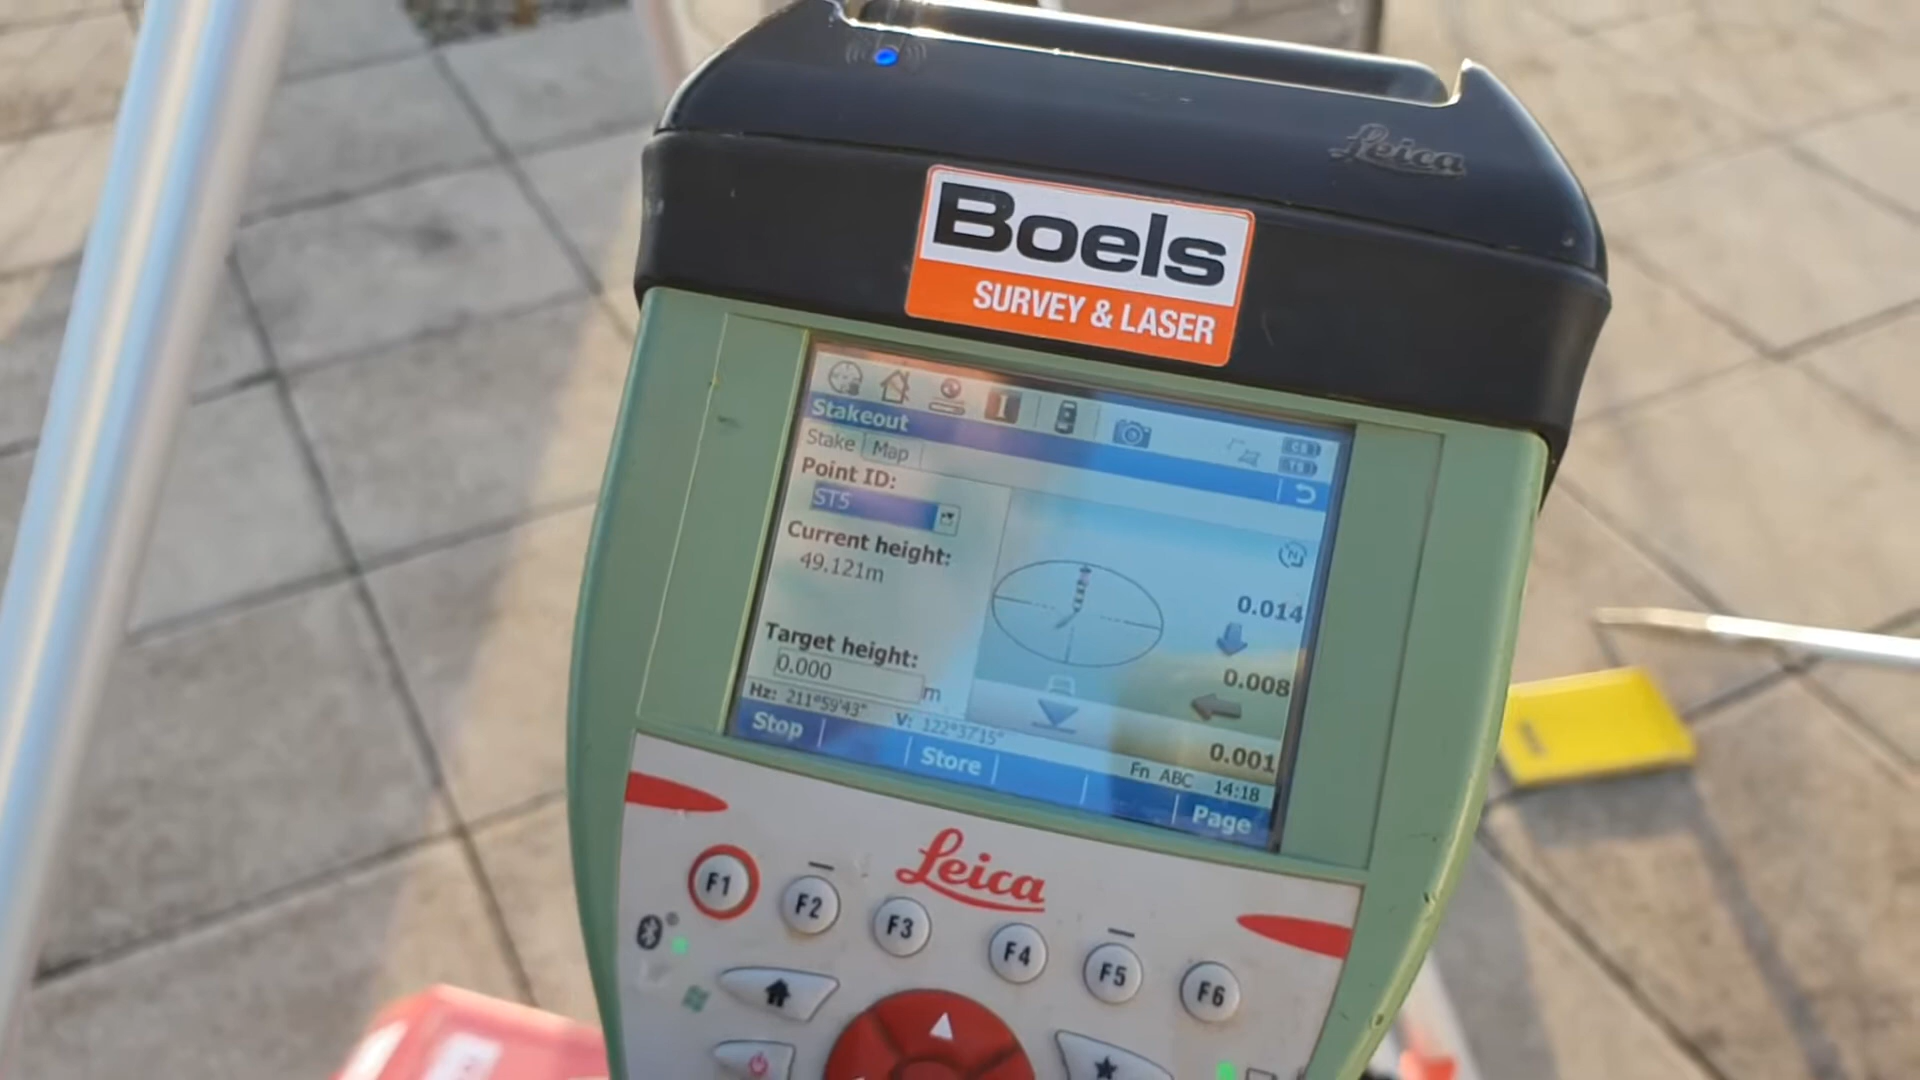 Leica
Boels
SURVEY & LASER
Stakeout
Stake Map
Point ID:
ST5
Current height:
49.121m
Target height:
0.000 m
Hz: 211°59'43" V: 122°37'15"
N
0.014
0.008
0.001
Fn ABC 14:18
Stop Store Page
Leica
F1 F2 F3 F4 F5 F6